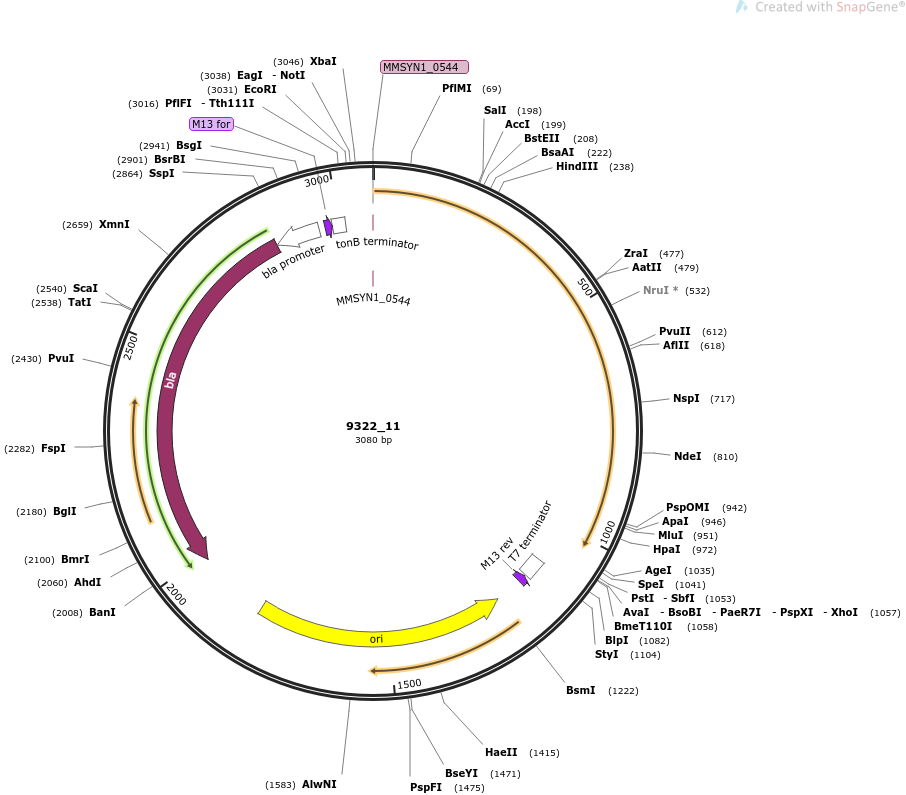 Created with SnapGene®
(3046) XbaI
MMSYN1_0544
(3038) EagI - NotI
PflMI (69)
(3031) EcoRI
(3016) PflFI - Tth111I
SalI (198)
M13 for
AccI (199)
BstEII (208)
(2941) BsgI
BsaAI (222)
(2901) BsrBI
HindIII (238)
(2864) SspI
3000
(2659) XmnI
tonB terminator
bla promoter
ZraI (477)
AatII (479)
500
(2540) ScaI
NruI * (532)
MMSYN1_0544
(2538) TatI
PvuII (612)
AflII (618)
2500
(2430) PvuI
bla
NspI (717)
9322_11
3080 bp
(2282) FspI
NdeI (810)
(2180) BglI
PspOMI (942)
ApaI (946)
MluI (951)
1000
HpaI (972)
T7 terminator
M13 rev
(2100) BmrI
AgeI (1035)
(2060) AhdI
SpeI (1041)
2000
PstI - SbfI (1053)
(2008) BanI
AvaI - BsoBI - PaeR7I - PspXI - XhoI (1057)
BmeT110I (1058)
ori
BlpI (1082)
StyI (1104)
1500
BsmI (1222)
HaeII (1415)
BseYI (1471)
(1583) AlwNI
PspFI (1475)